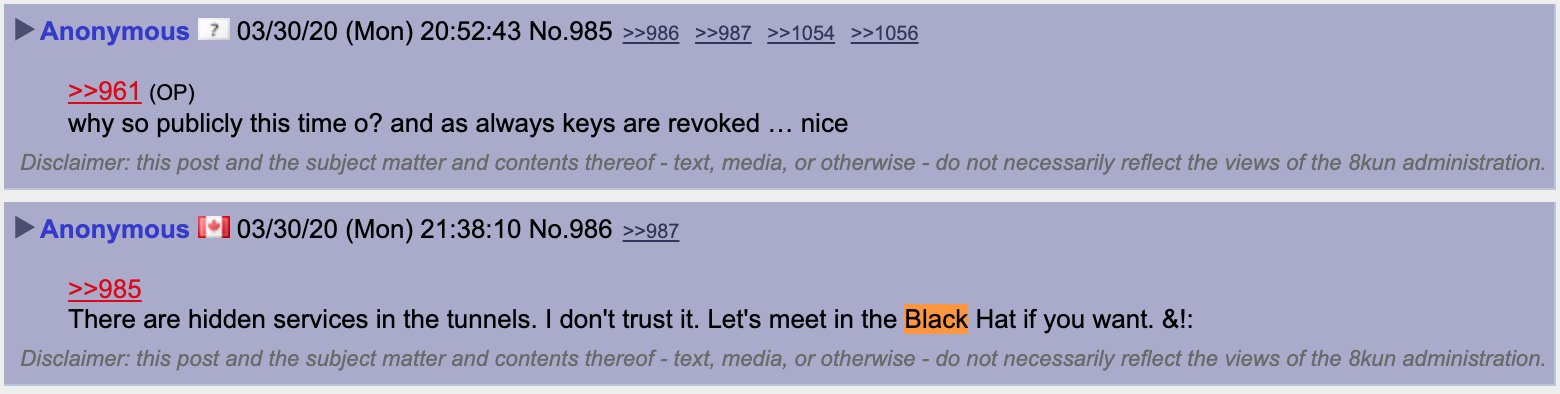 Anonymous ? 03/30/20 (Mon) 20:52:43 No.985 >>986 >>987 >>1054 >>1056
>>961 (OP)
why so publicly this time o? and as always keys are revoked … nice
Disclaimer: this post and the subject matter and contents thereof - text, media, or otherwise - do not necessarily reflect the views of the 8kun administration.
Anonymous 03/30/20 (Mon) 21:38:10 No.986 >>987
>>985
There are hidden services in the tunnels. I don't trust it. Let's meet in the Black Hat if you want. &!:
Disclaimer: this post and the subject matter and contents thereof - text, media, or otherwise - do not necessarily reflect the views of the 8kun administration.